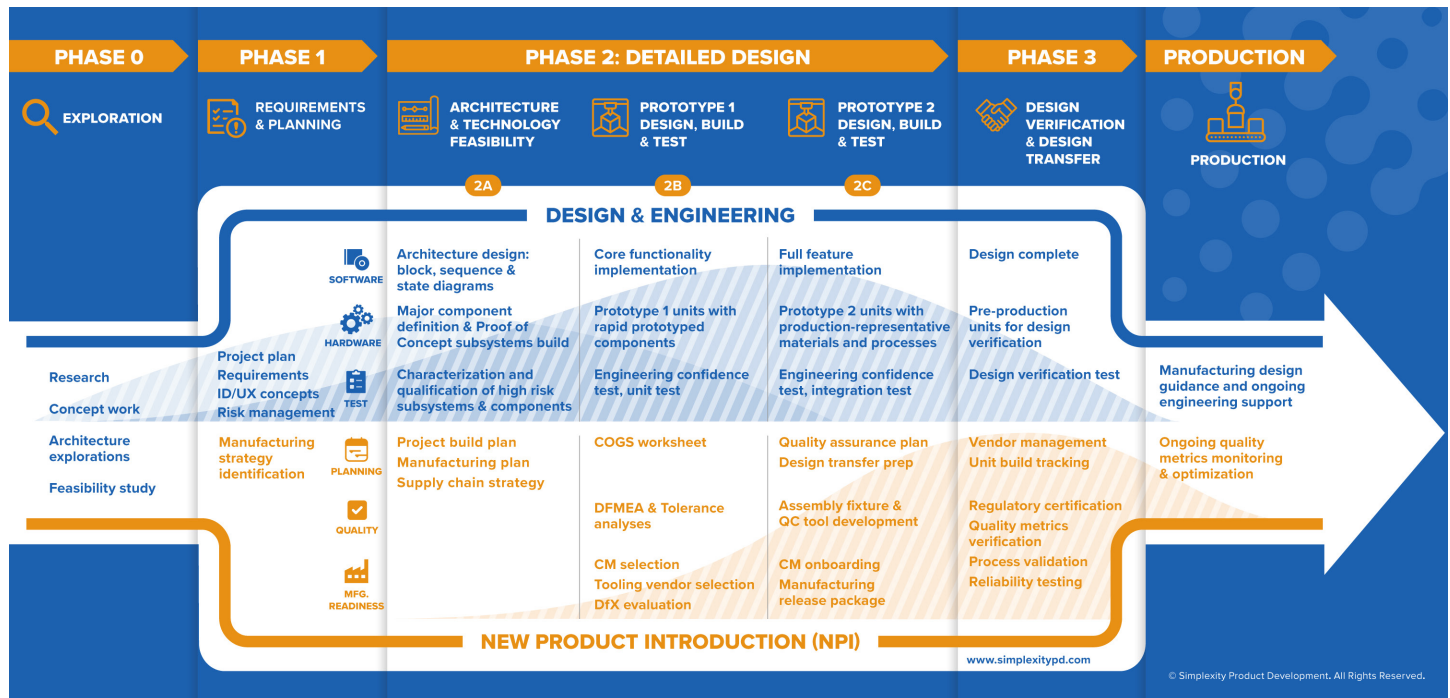 PHASE 0
PHASE 1
PHASE 2: DETAILED DESIGN
PHASE 3
PRODUCTION
EXPLORATION
REQUIREMENTS
& PLANNING
ARCHITECTURE
& TECHNOLOGY
FEASIBILITY
PROTOTYPE 1
DESIGN, BUILD
& TEST
PROTOTYPE 2
DESIGN, BUILD
& TEST
DESIGN
VERIFICATION
& DESIGN
TRANSFER
PRODUCTION
2A
2B
2C
DESIGN & ENGINEERING
SOFTWARE
Architecture design:
block, sequence &
state diagrams
Core functionality
implementation
Full feature
implementation
Design complete
HARDWARE
Major component
definition & Proof of
Concept subsystems build
Prototype 1 units with
rapid prototyped
components
Prototype 2 units with
production-representative
materials and processes
Pre-production
units for design
verification
Research
Concept work
Architecture
explorations
Feasibility study
Project plan
Requirements
ID/UX concepts
Risk management
TEST
Characterization and
qualification of high risk
subsystems & components
Engineering confidence
test, unit test
Engineering confidence
test, integration test
Design verification test
Manufacturing design
guidance and ongoing
engineering support
Manufacturing
strategy
identification
PLANNING
Project build plan
Manufacturing plan
Supply chain strategy
COGS worksheet
Quality assurance plan
Design transfer prep
Vendor management
Unit build tracking
Ongoing quality
metrics monitoring
& optimization
QUALITY
DFMEA & Tolerance
analyses
Assembly fixture &
QC tool development
Regulatory certification
Quality metrics
verification
Process validation
Reliability testing
MFG.
READINESS
CM selection
Tooling vendor selection
DfX evaluation
CM onboarding
Manufacturing
release package
NEW PRODUCT INTRODUCTION (NPI)
www.simplexitypd.com
© Simplexity Product Development. All Rights Reserved.